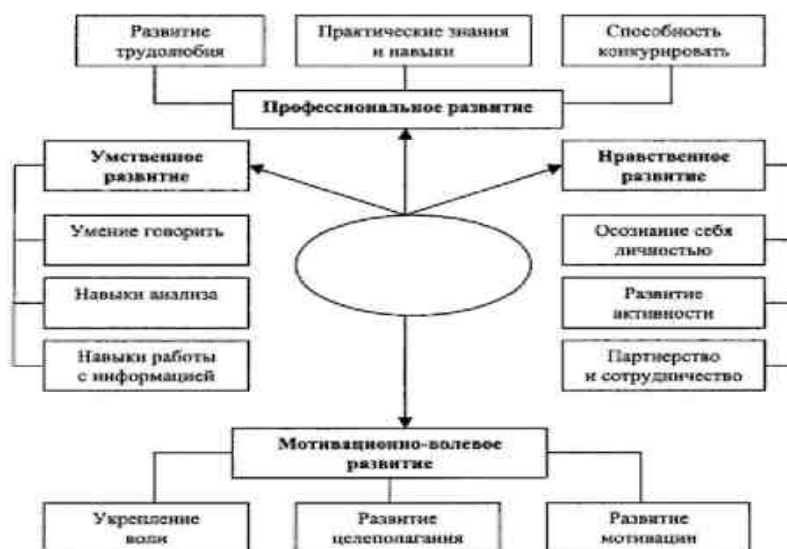 Развитие
трудолюбия
Практические знания
и навыки
Способность
конкурировать
Профессиональное развитие
Умственное
развитие
Нравственное
развитие
Умение говорить
Осознание себя
личностью
Навыки анализа
Развитие
активности
Навыки работы
с информацией
Партнерство
и сотрудничество
Мотивационно-волевое
развитие
Укрепление
воли
Развитие
целеполагания
Развитие
мотивации